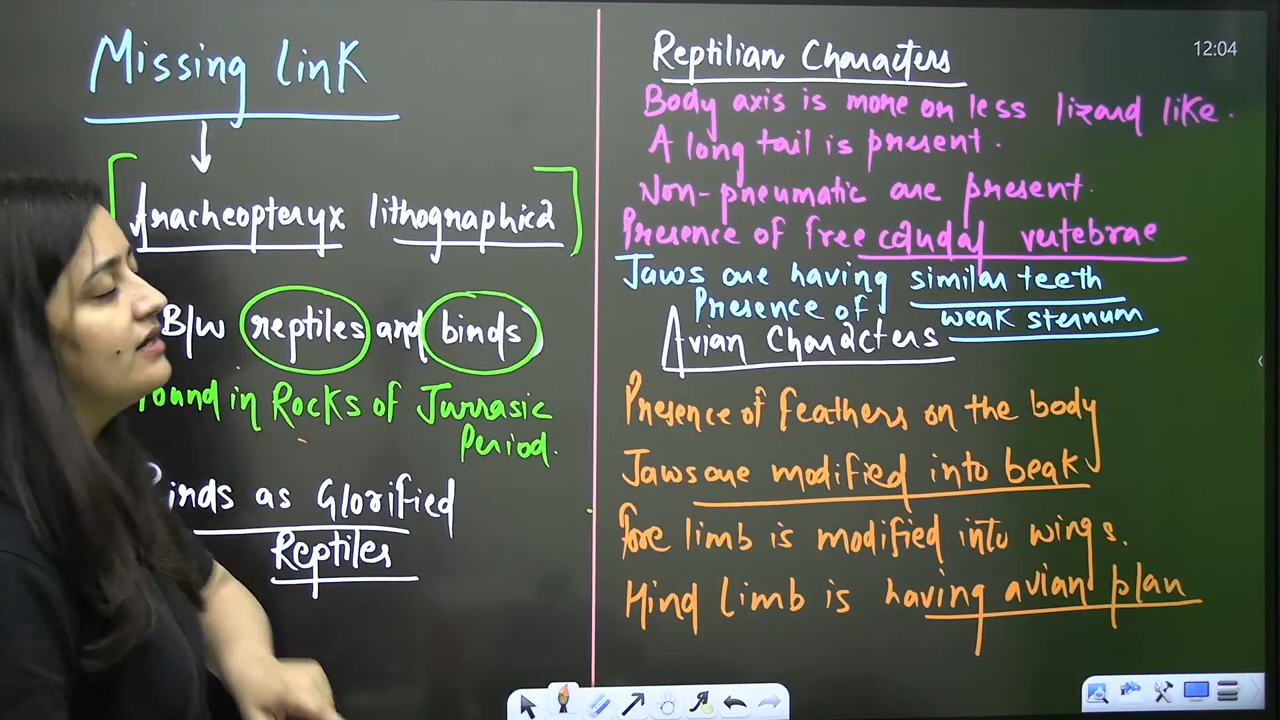 Missing link
Aracheopteryx lithographica
B/w reptiles and birds
found in Rocks of Jurrasic
Period.
Birds as Glorified
Reptiles
12:04
Reptilian Characters
Body axis is more or less lizard like.
A long tail is present.
Non-pneumatic are present.
Presence of free caudal vertebrae
Jaws are having similar teeth
Presence of weak sternum
Avian Characters
Presence of feathers on the body
Jaws are modified into beak
Fore limb is modified into wings.
Hind limb is having avian plan